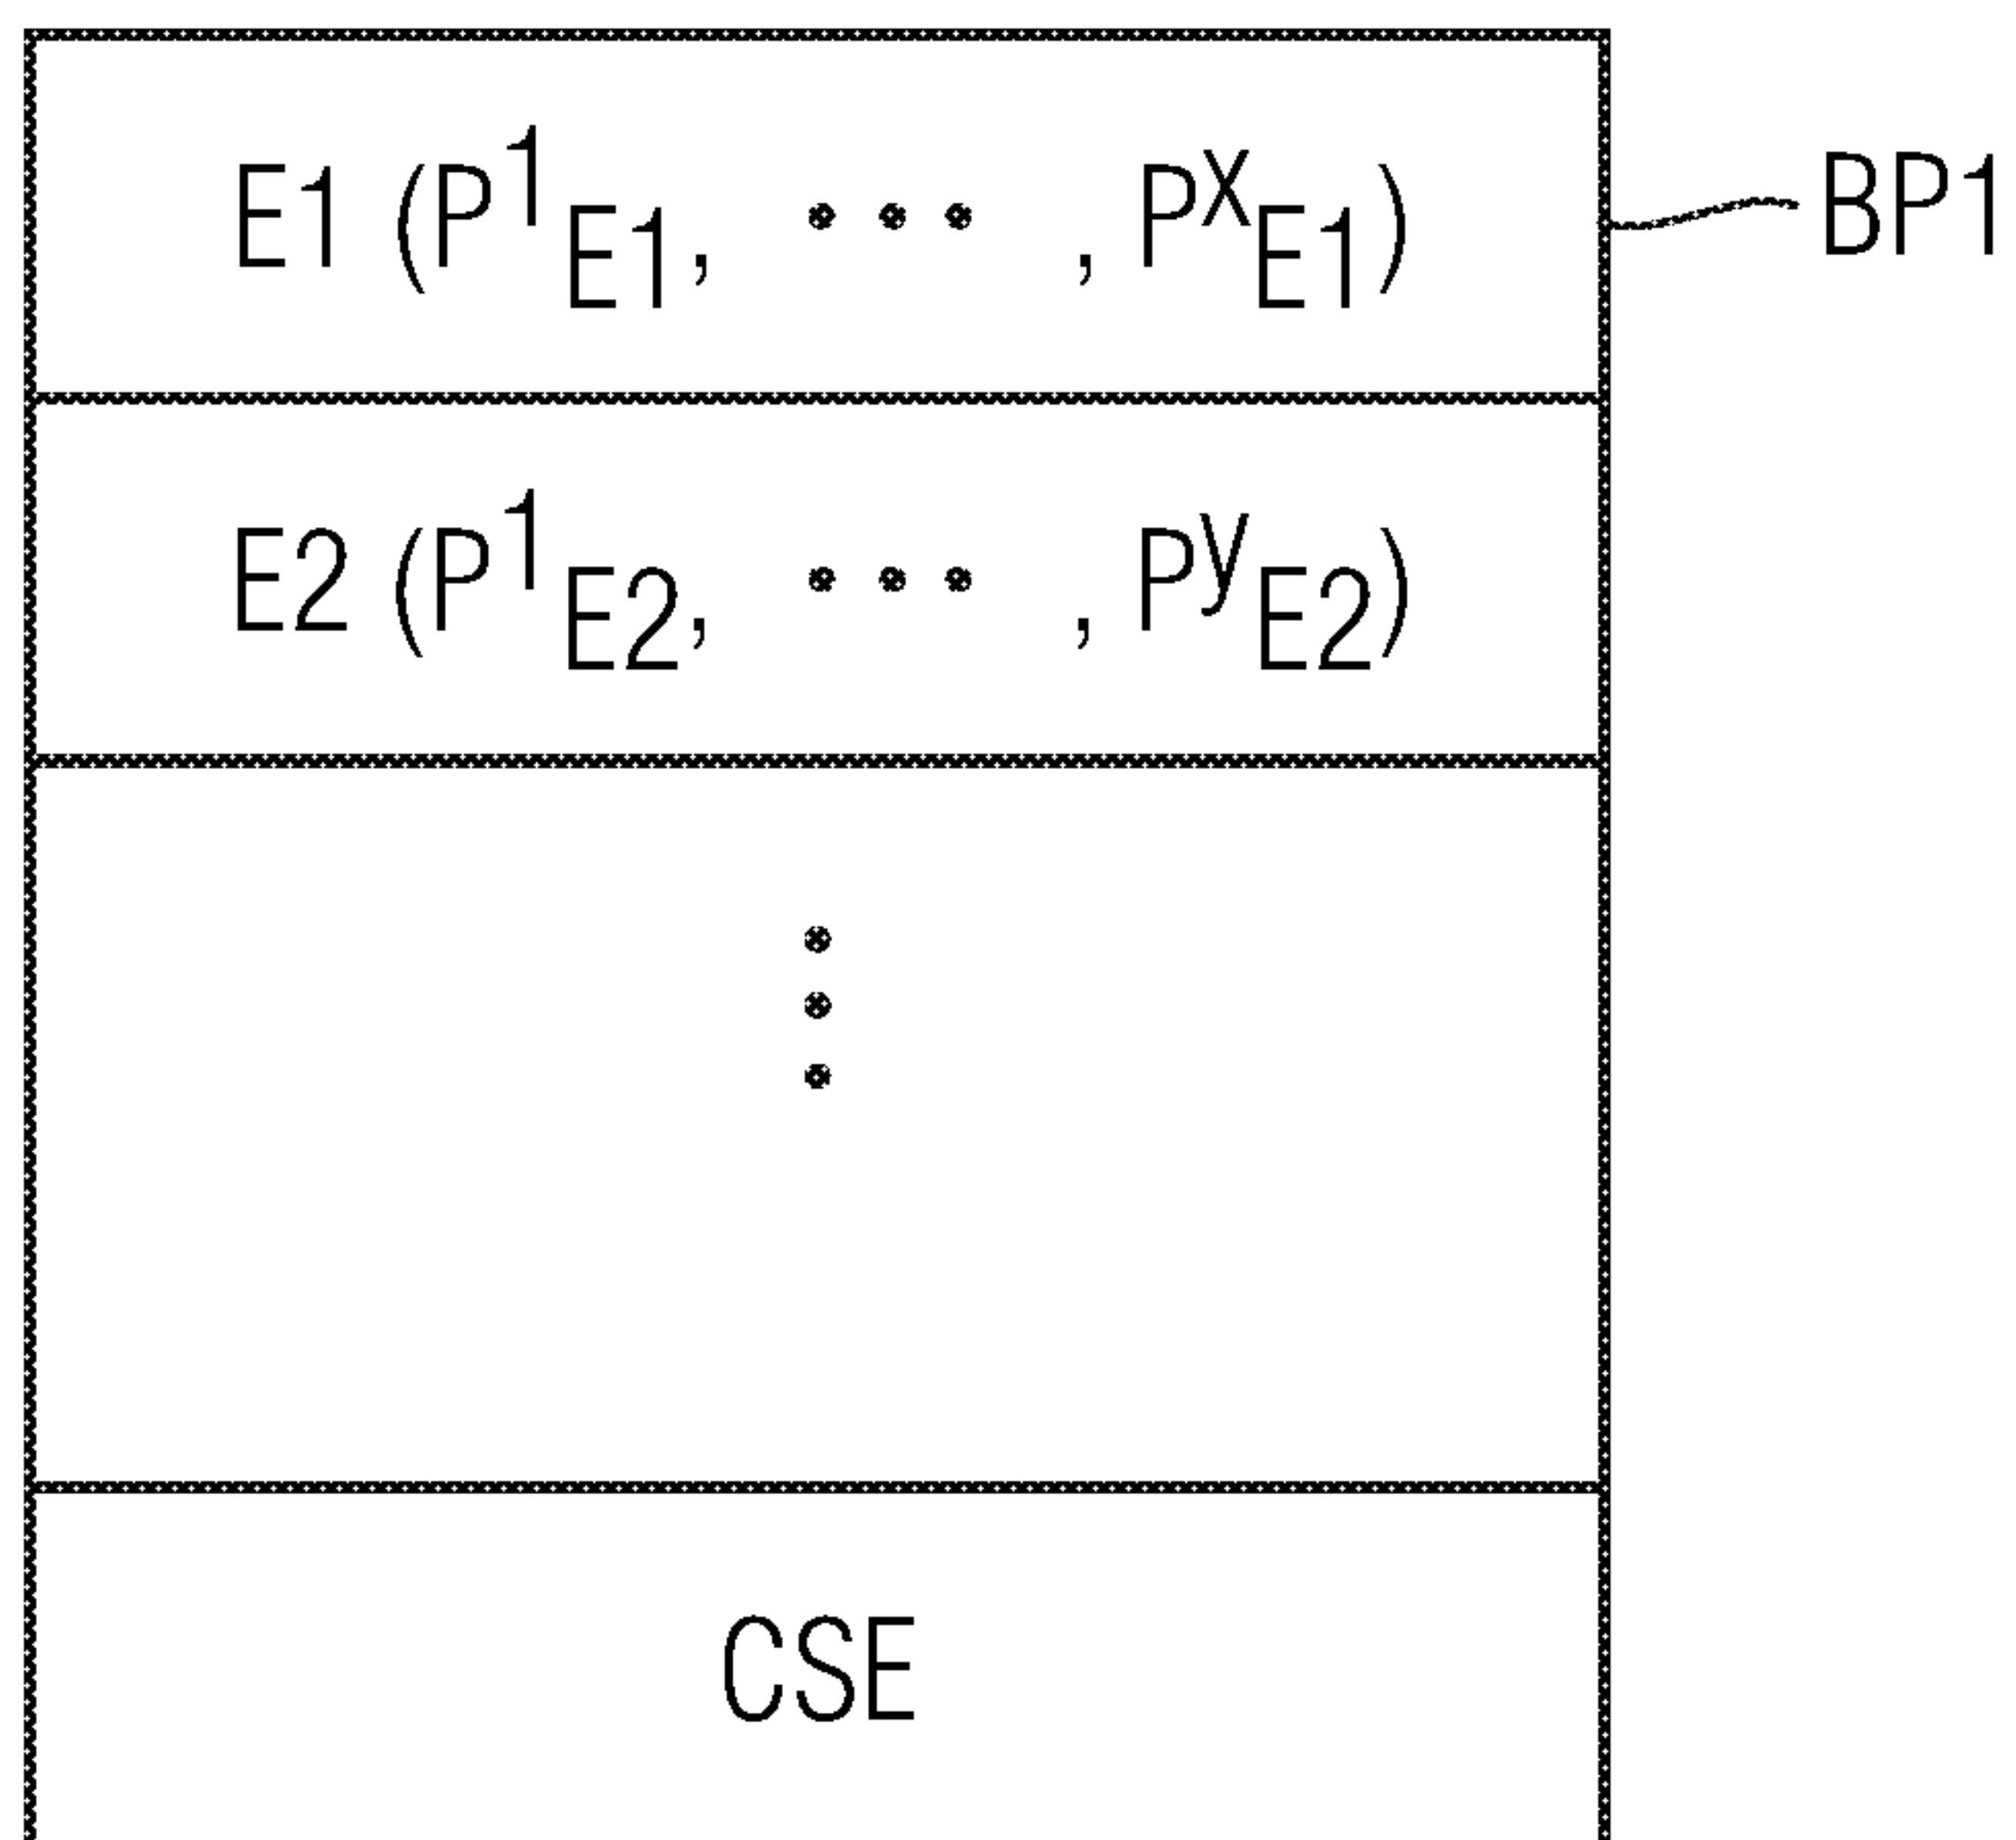 E1 (P¹E1, ••• , PˣE1)
BP1
E2 (P¹E2, ••• , PʸE2)
CSE